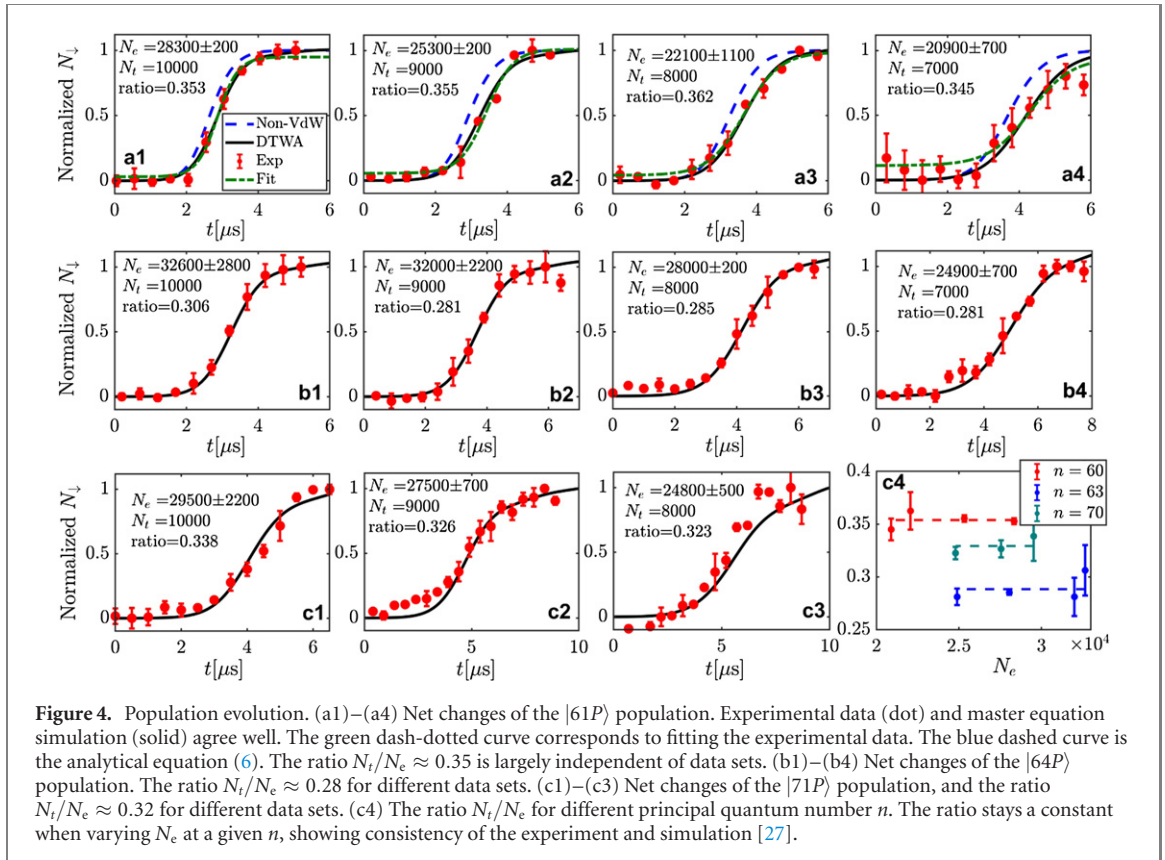 Normalized N↓
1
0.5
0
N_e =28300±200
N_t =10000
ratio=0.353
Non-VdW
DTWA
Exp
Fit
a1
0 2 4 6
t[μs]
1
0.5
0
N_e =25300±200
N_t =9000
ratio=0.355
a2
0 2 4 6
t[μs]
1
0.5
0
N_e =22100±1100
N_t =8000
ratio=0.362
a3
0 2 4 6
t[μs]
1
0.5
0
N_e =20900±700
N_t =7000
ratio=0.345
a4
0 2 4 6
t[μs]
Normalized N↓
1
0.5
0
N_e =32600±2800
N_t =10000
ratio=0.306
b1
0 2 4 6
t[μs]
1
0.5
0
N_e =32000±2200
N_t =9000
ratio=0.281
b2
0 2 4 6
t[μs]
1
0.5
0
N_e =28000±200
N_t =8000
ratio=0.285
b3
0 2 4 6
t[μs]
1
0.5
0
N_e =24900±700
N_t =7000
ratio=0.281
b4
0 2 4 6 8
t[μs]
Normalized N↓
1
0.5
0
N_e =29500±2200
N_t =10000
ratio=0.338
c1
0 2 4 6
t[μs]
1
0.5
0
N_e =27500±700
N_t =9000
ratio=0.326
c2
0 5 10
t[μs]
1
0.5
0
N_e =24800±500
N_t =8000
ratio=0.323
c3
0 5 10
t[μs]
0.4
0.35
0.3
0.25
c4
n = 60
n = 63
n = 70
2 2.5 3
×10⁴
N_e
Figure 4. Population evolution. (a1)–(a4) Net changes of the |61P⟩ population. Experimental data (dot) and master equation
simulation (solid) agree well. The green dash-dotted curve corresponds to fitting the experimental data. The blue dashed curve is
the analytical equation (6). The ratio N_t/N_e ≈ 0.35 is largely independent of data sets. (b1)–(b4) Net changes of the |64P⟩
population. The ratio N_t/N_e ≈ 0.28 for different data sets. (c1)–(c3) Net changes of the |71P⟩ population, and the ratio
N_t/N_e ≈ 0.32 for different data sets. (c4) The ratio N_t/N_e for different principal quantum number n. The ratio stays a constant
when varying N_e at a given n, showing consistency of the experiment and simulation [27].